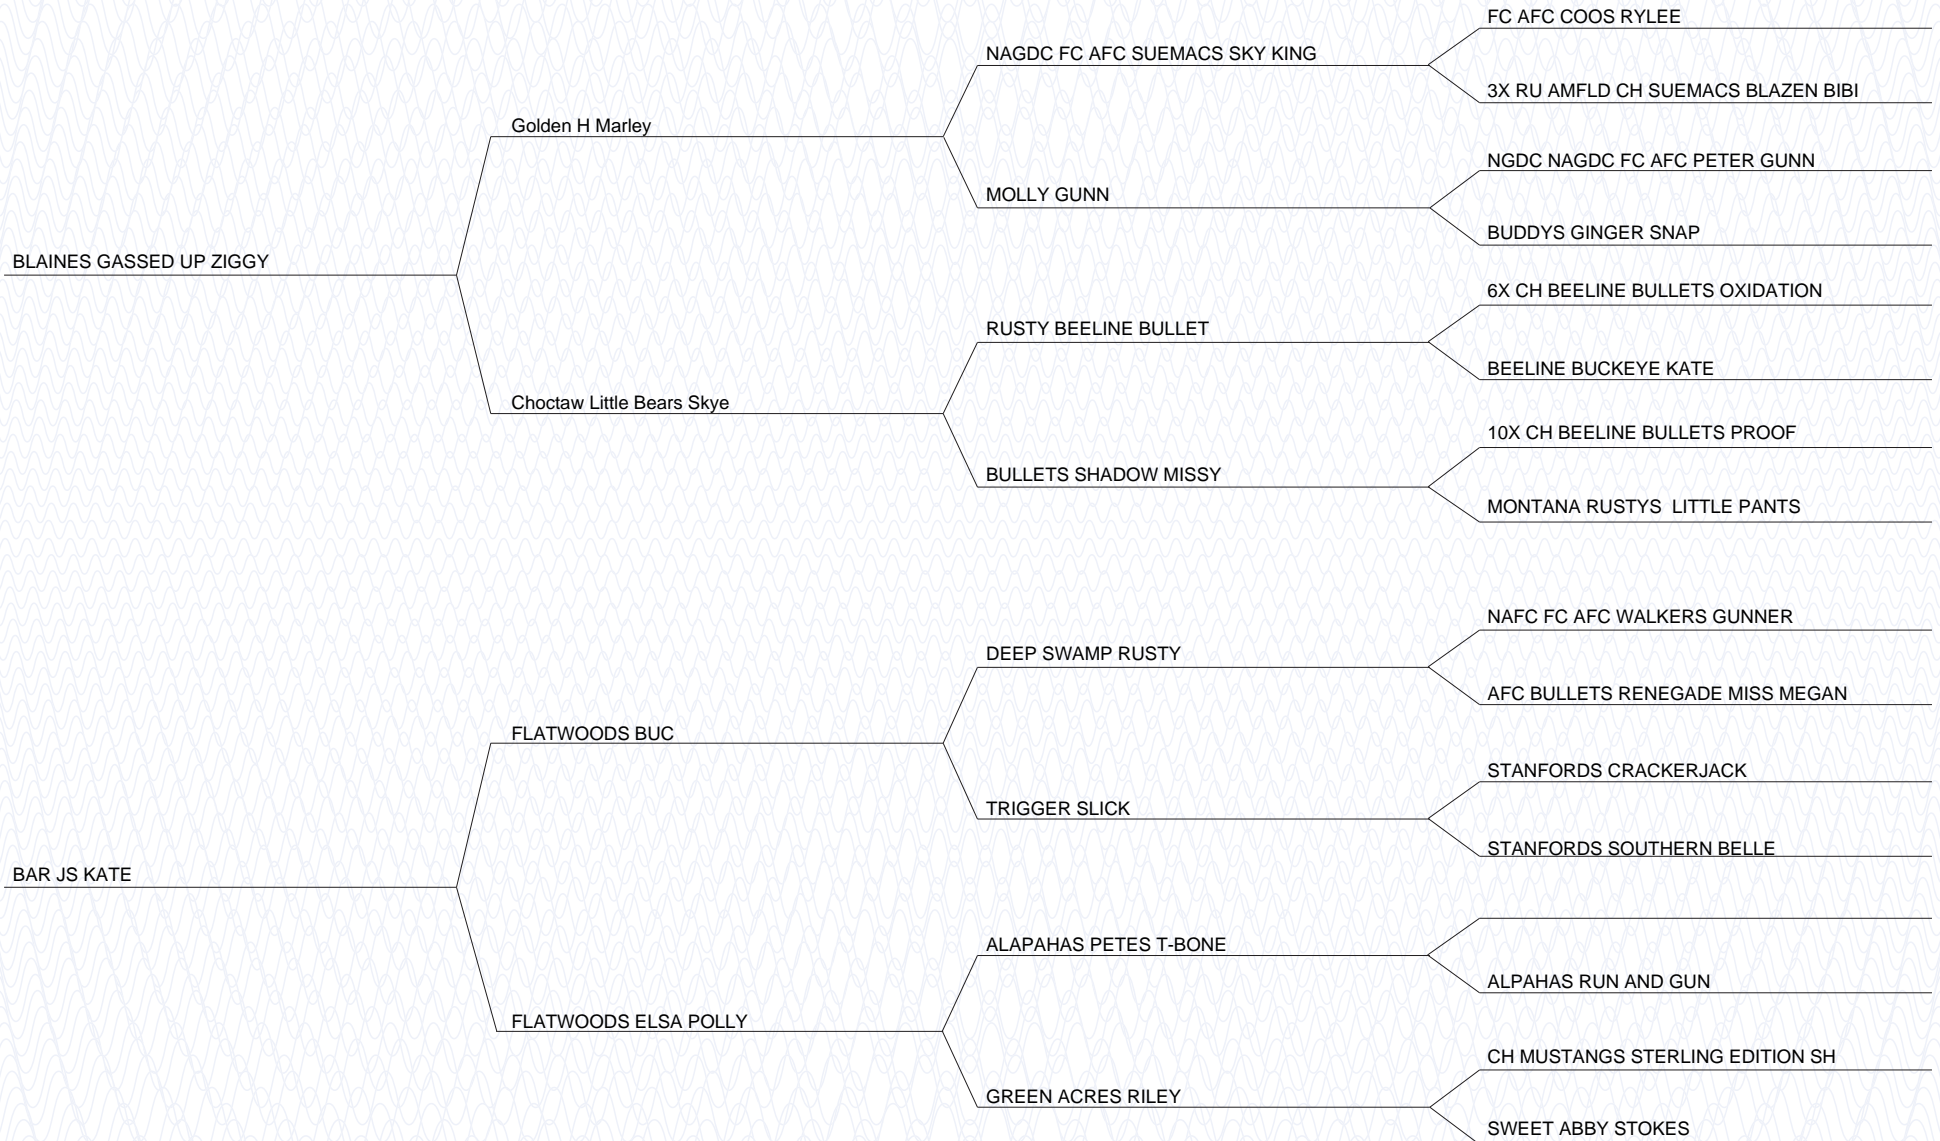 FC AFC COOS RYLEE
NAGDC FC AFC SUEMACS SKY KING
3X RU AMFLD CH SUEMACS BLAZEN BIBI
Golden H Marley
NGDC NAGDC FC AFC PETER GUNN
MOLLY GUNN
BUDDYS GINGER SNAP
BLAINES GASSED UP ZIGGY
6X CH BEELINE BULLETS OXIDATION
RUSTY BEELINE BULLET
BEELINE BUCKEYE KATE
Choctaw Little Bears Skye
10X CH BEELINE BULLETS PROOF
BULLETS SHADOW MISSY
MONTANA RUSTYS  LITTLE PANTS
NAFC FC AFC WALKERS GUNNER
DEEP SWAMP RUSTY
AFC BULLETS RENEGADE MISS MEGAN
FLATWOODS BUC
STANFORDS CRACKERJACK
TRIGGER SLICK
STANFORDS SOUTHERN BELLE
BAR JS KATE
ALAPAHAS PETES T-BONE
ALPAHAS RUN AND GUN
FLATWOODS ELSA POLLY
CH MUSTANGS STERLING EDITION SH
GREEN ACRES RILEY
SWEET ABBY STOKES